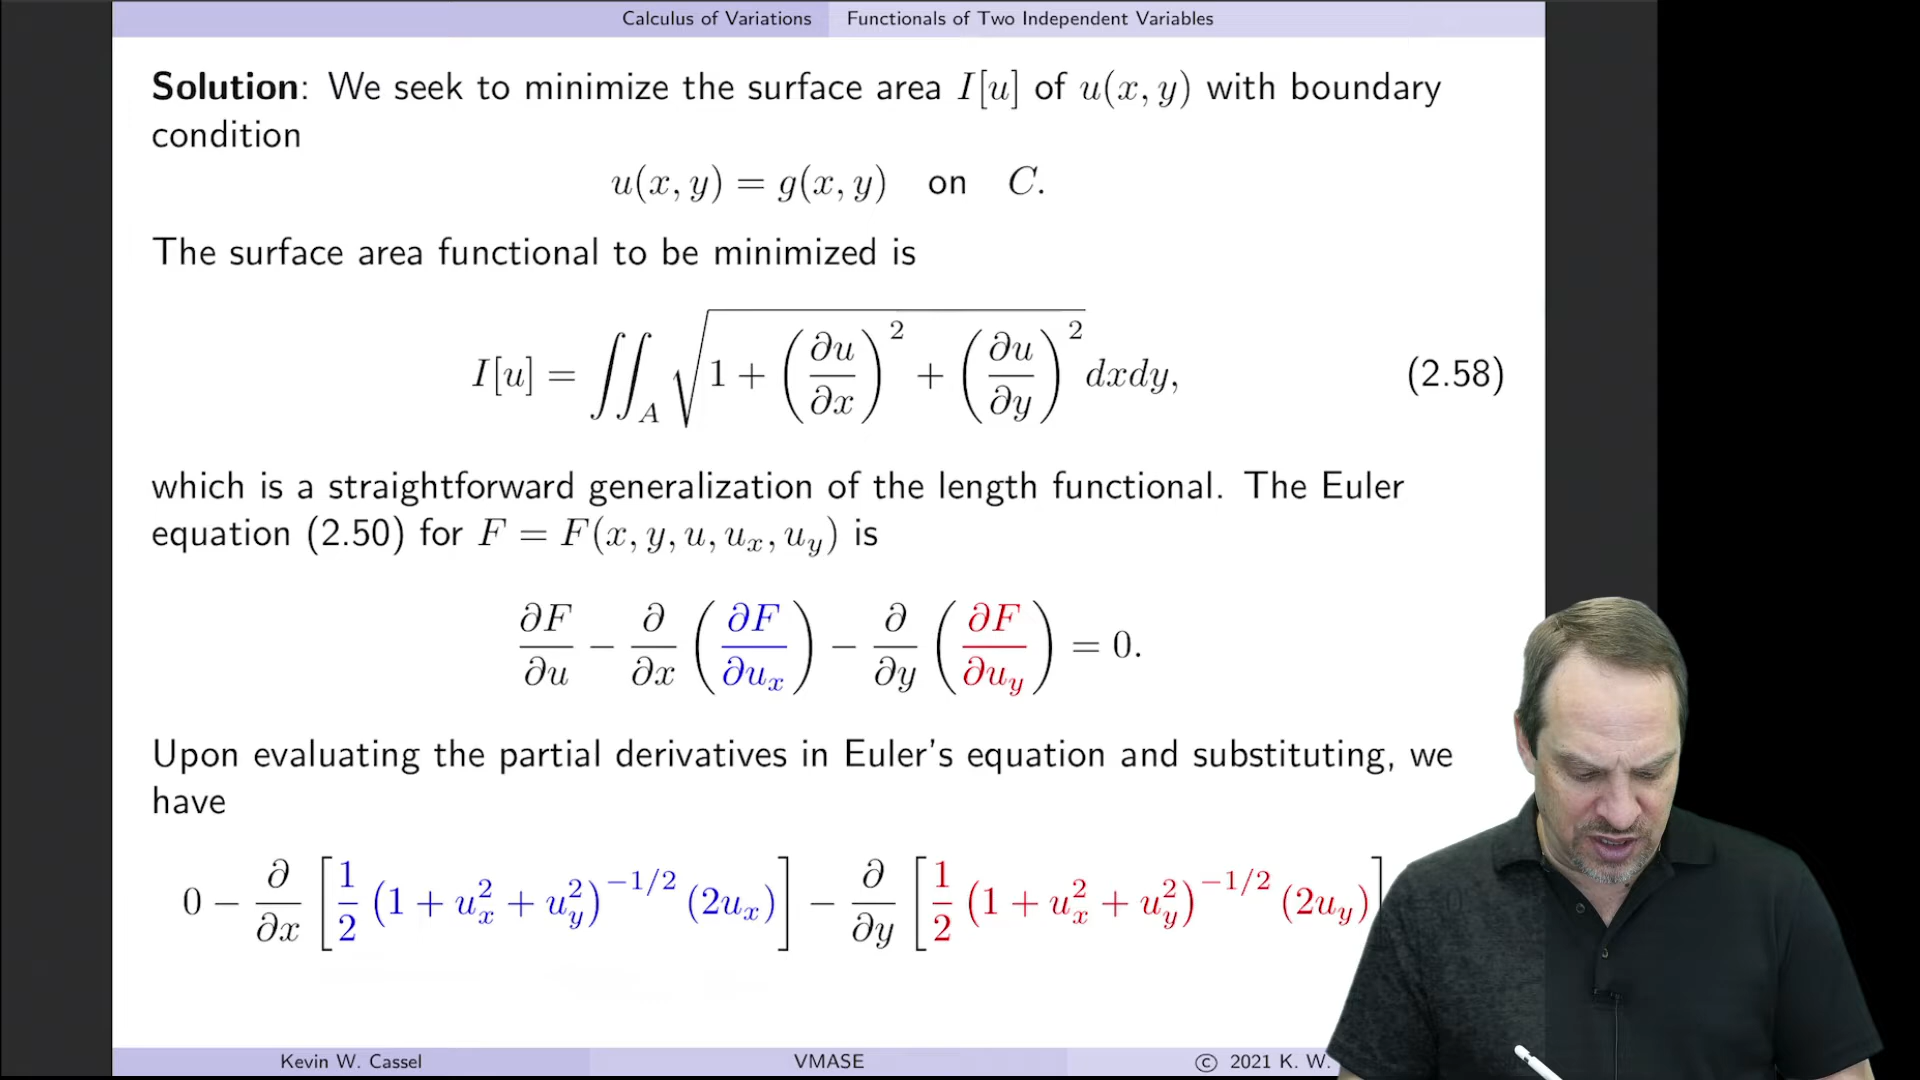 Calculus of Variations Functionals of Two Independent Variables
Solution: We seek to minimize the surface area I[u] of u(x, y) with boundary
condition
u(x, y) = g(x, y) on C.
The surface area functional to be minimized is
I[u] = ∬_A √(1 + (∂u/∂x)² + (∂u/∂y)²) dxdy, (2.58)
which is a straightforward generalization of the length functional. The Euler
equation (2.50) for F = F(x, y, u, u_x, u_y) is
∂F/∂u − ∂/∂x (∂F/∂u_x) − ∂/∂y (∂F/∂u_y) = 0.
Upon evaluating the partial derivatives in Euler's equation and substituting, we
have
0 − ∂/∂x [1/2 (1 + u_x² + u_y²)^{−1/2} (2u_x)] − ∂/∂y [1/2 (1 + u_x² + u_y²)^{−1/2} (2u_y)]
Kevin W. Cassel VMASE © 2021 K. W.